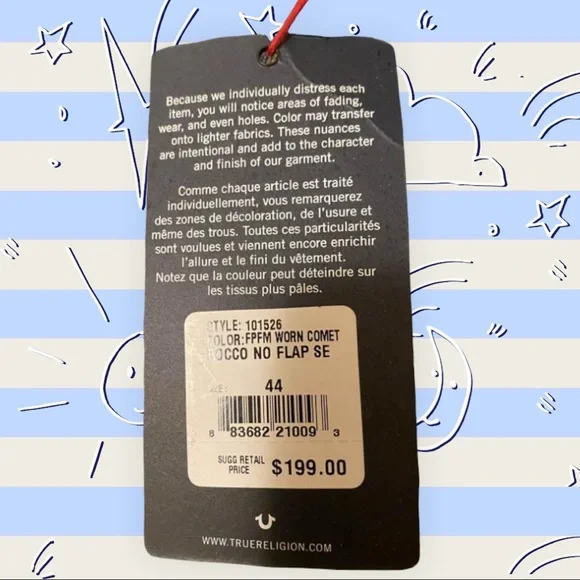 Because we individually distress each
item, you will notice areas of fading,
wear, and even holes. Color may transfer
onto lighter fabrics. These nuances
are intentional and add to the character
and finish of our garment.
Comme chaque article est traité
individuellement, vous remarquerez
des zones de décoloration, de l'usure et
même des trous. Toutes ces particularités
sont voulues et viennent encore enrichir
l'allure et le fini du vêtement.
Notez que la couleur peut déteindre sur
les tissus plus pâles.
STYLE: 101526
COLOR:FPFM WORN COMET
ROCCO NO FLAP SE
SIZE: 44
8 83682 21009 3
SUGG RETAIL
PRICE $199.00
WWW.TRUERELIGION.COM